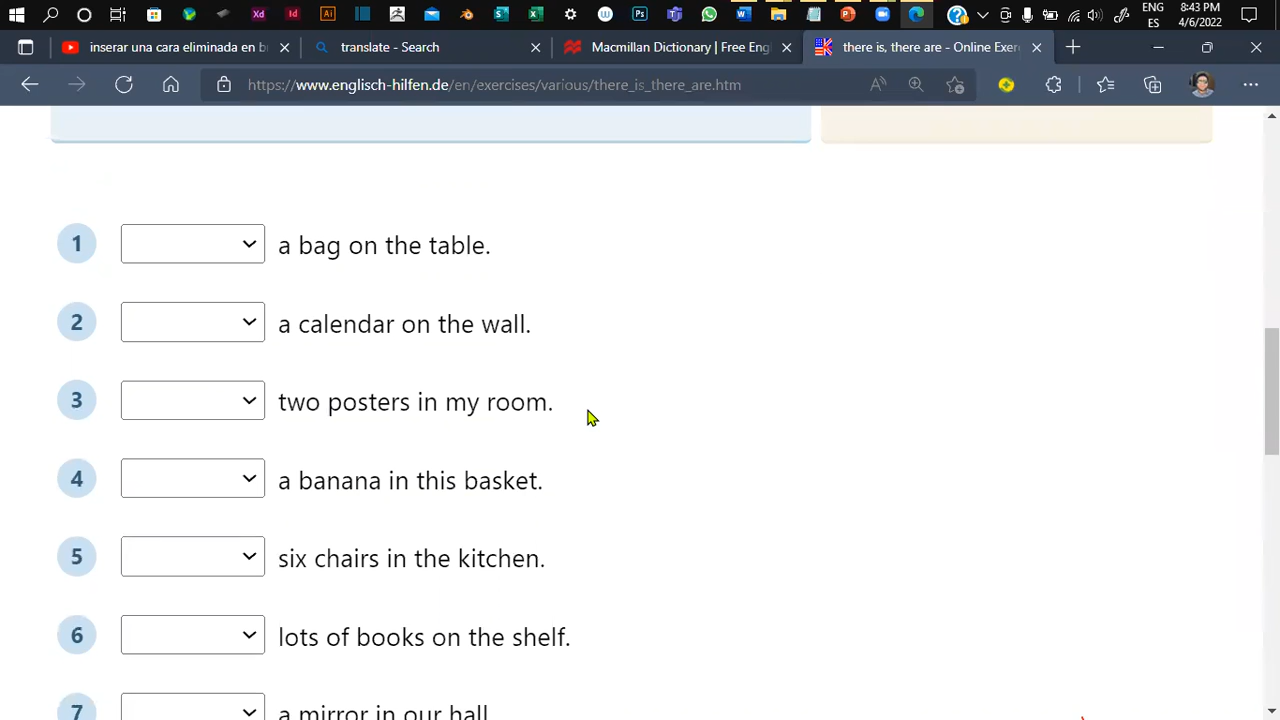 ENG
ES
3:43 PM
4/6/2022
insertar una cara eliminada en b
translate - Search
Macmillan Dictionary | Free Engl
there is, there are - Online Exer
https://www.englisch-hilfen.de/en/exercises/various/there_is_there_are.htm
1 a bag on the table.
2 a calendar on the wall.
3 two posters in my room.
4 a banana in this basket.
5 six chairs in the kitchen.
6 lots of books on the shelf.
7 a mirror in our hall